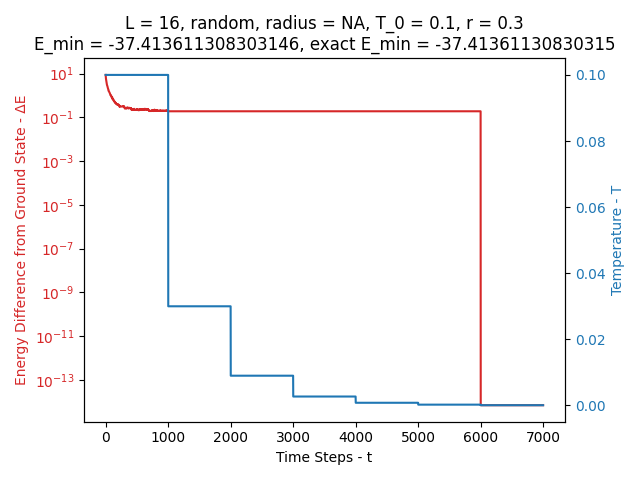 L = 16, random, radius = NA, T_0 = 0.1, r = 0.3
E_min = -37.413611308303146, exact E_min = -37.41361130830315
10¹
10⁻¹
10⁻³
10⁻⁵
10⁻⁷
10⁻⁹
10⁻¹¹
10⁻¹³
Energy Difference from Ground State - ΔE
0.10
0.08
0.06
0.04
0.02
0.00
Temperature - T
0 1000 2000 3000 4000 5000 6000 7000
Time Steps - t